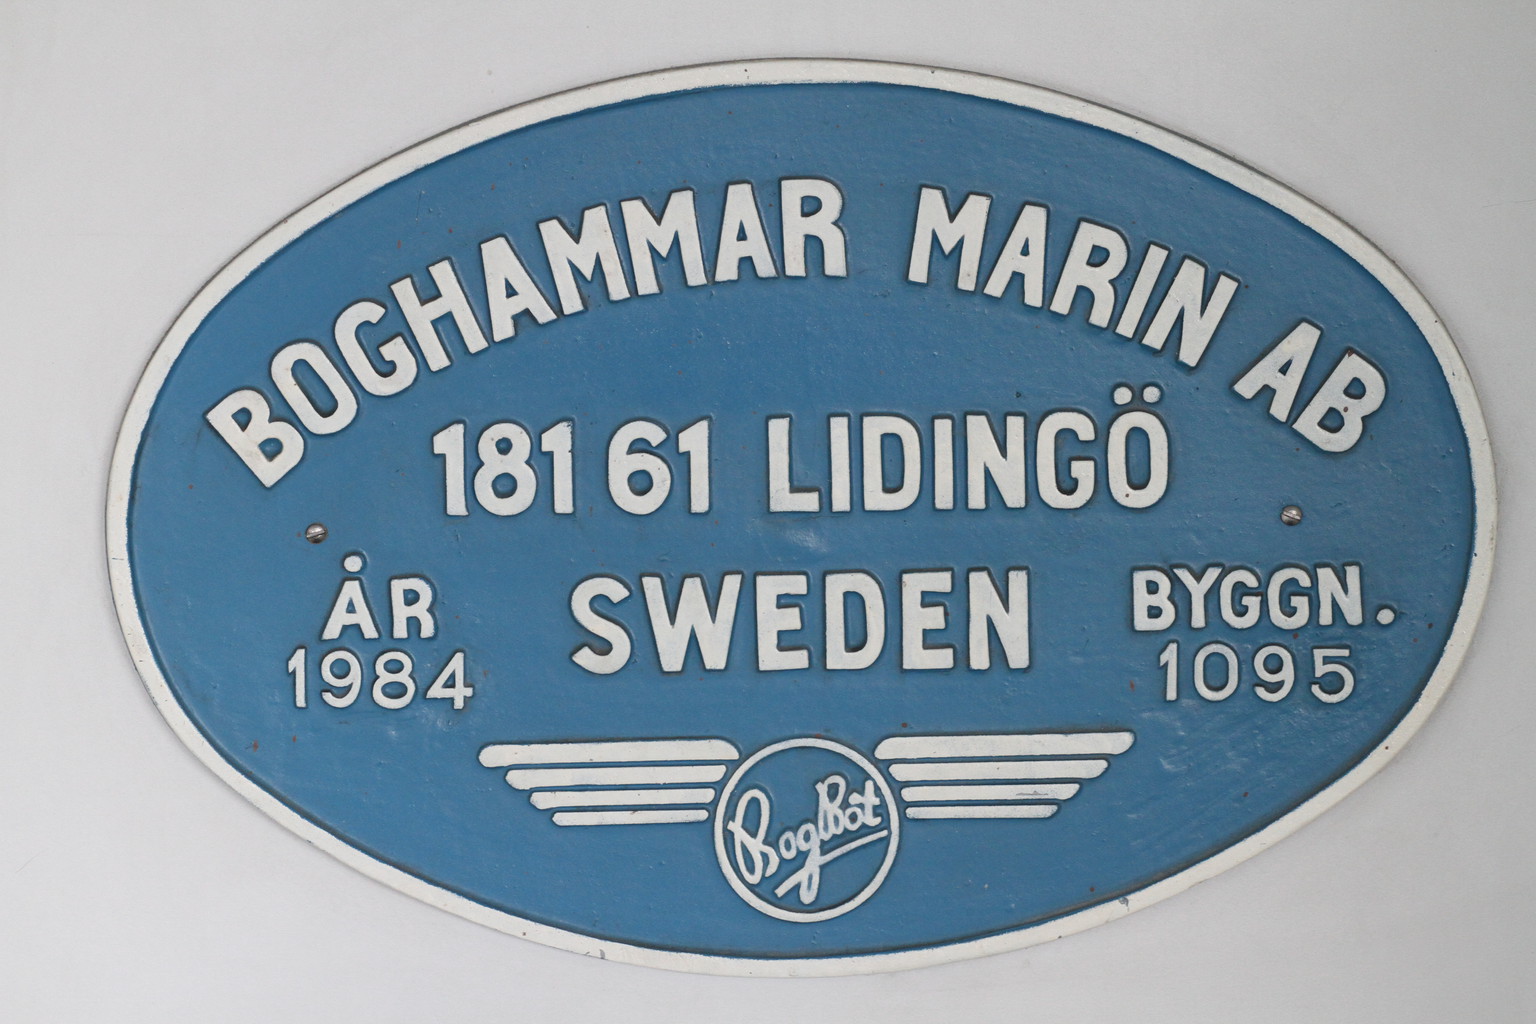 BOGHAMMAR MARIN AB
181 61 LIDINGÖ
SWEDEN
ÅR
1984
BYGGN.
1095
BogBåt